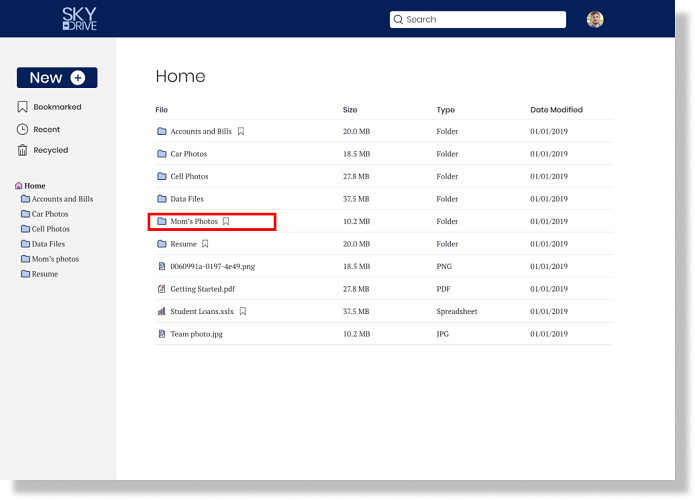 SKY
DRIVE
Search
New
Bookmarked
Recent
Recycled
Home
Accounts and Bills
Car Photos
Cell Photos
Data Files
Mom's photos
Resume
Home
File Size Type Date Modified
Accounts and Bills 20.0 MB Folder 01/01/2019
Car Photos 18.5 MB Folder 01/01/2019
Cell Photos 27.8 MB Folder 01/01/2019
Data Files 37.5 MB Folder 01/01/2019
Mom's Photos 10.2 MB Folder 01/01/2019
Resume 20.0 MB Folder 01/01/2019
0060991a-0197-4e49.png 18.5 MB PNG 01/01/2019
Getting Started.pdf 27.8 MB PDF 01/01/2019
Student Loans.xslx 37.5 MB Spreadsheet 01/01/2019
Team photo.jpg 10.2 MB JPG 01/01/2019